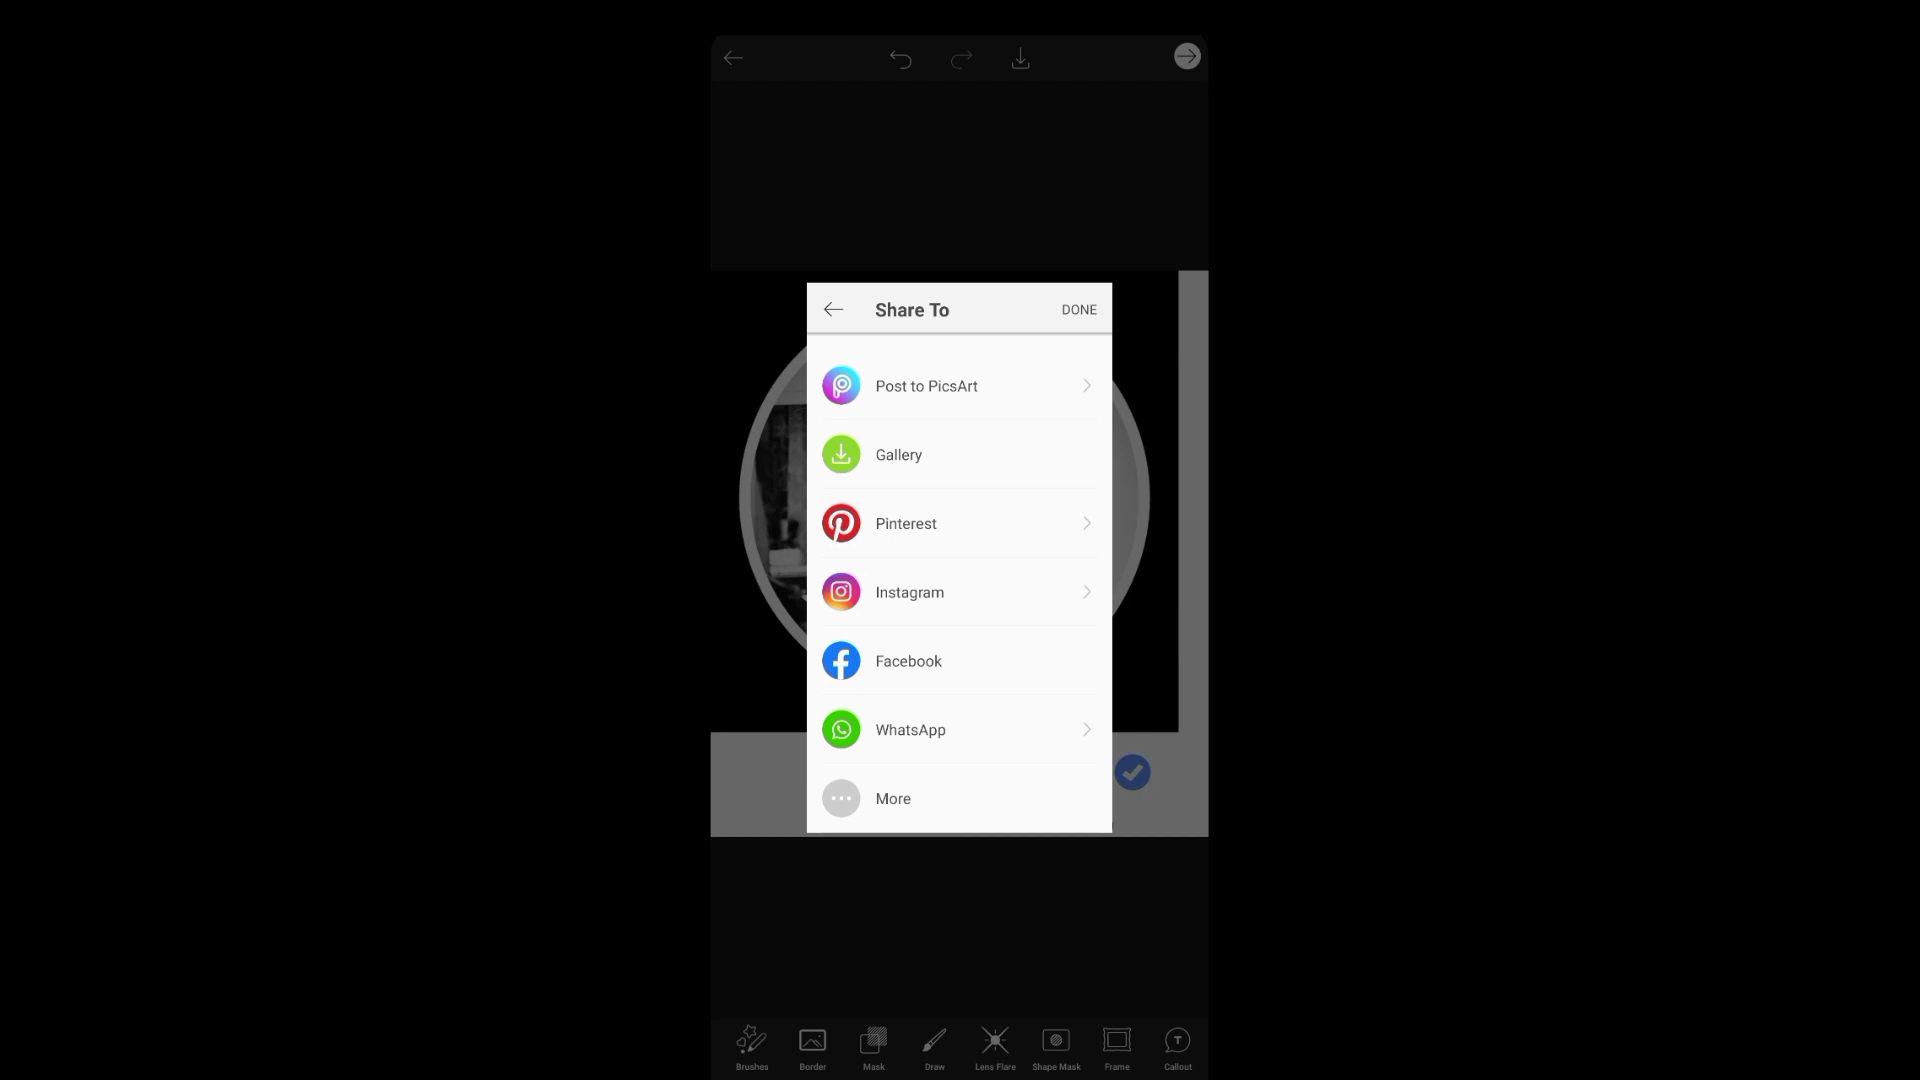 Share To
DONE
Post to PicsArt
Gallery
Pinterest
Instagram
Facebook
WhatsApp
More
Brushes
Border
Mask
Draw
Lens Flare
Shape Mask
Frame
Callout